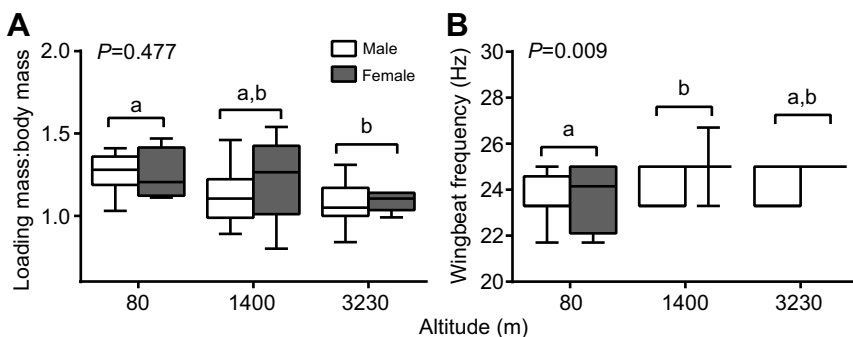 A
P=0.477
Male
Female
Loading mass:body mass
2.0
1.5
1.0
a
a,b
b
80
1400
3230
B
P=0.009
Wingbeat frequency (Hz)
30
28
26
24
22
20
a
b
a,b
80
1400
3230
Altitude (m)